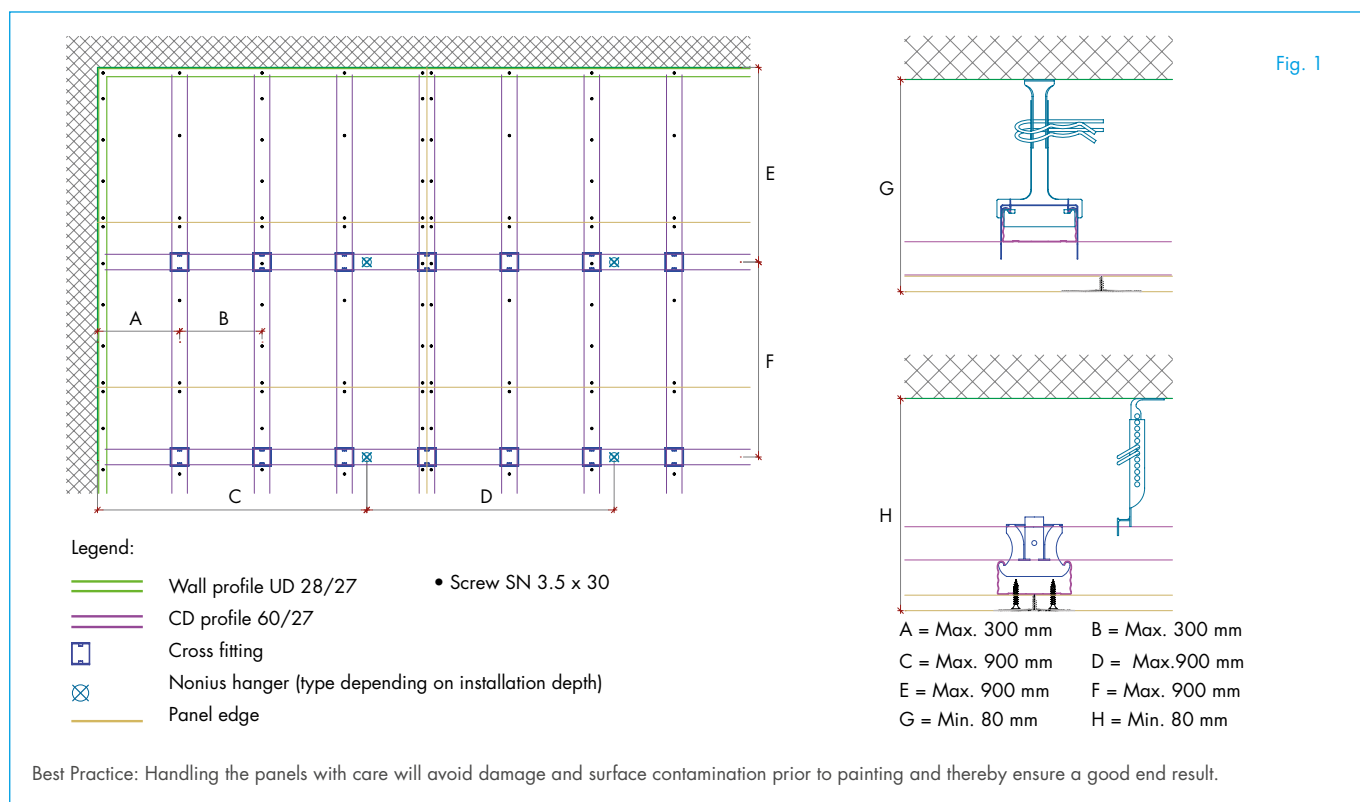 Fig. 1
E
G
A
B
F
C
D
H
Legend:
Wall profile UD 28/27
• Screw SN 3.5 x 30
CD profile 60/27
Cross fitting
Nonius hanger (type depending on installation depth)
Panel edge
A = Max. 300 mm
B = Max. 300 mm
C = Max. 900 mm
D = Max.900 mm
E = Max. 900 mm
F = Max. 900 mm
G = Min. 80 mm
H = Min. 80 mm
Best Practice: Handling the panels with care will avoid damage and surface contamination prior to painting and thereby ensure a good end result.